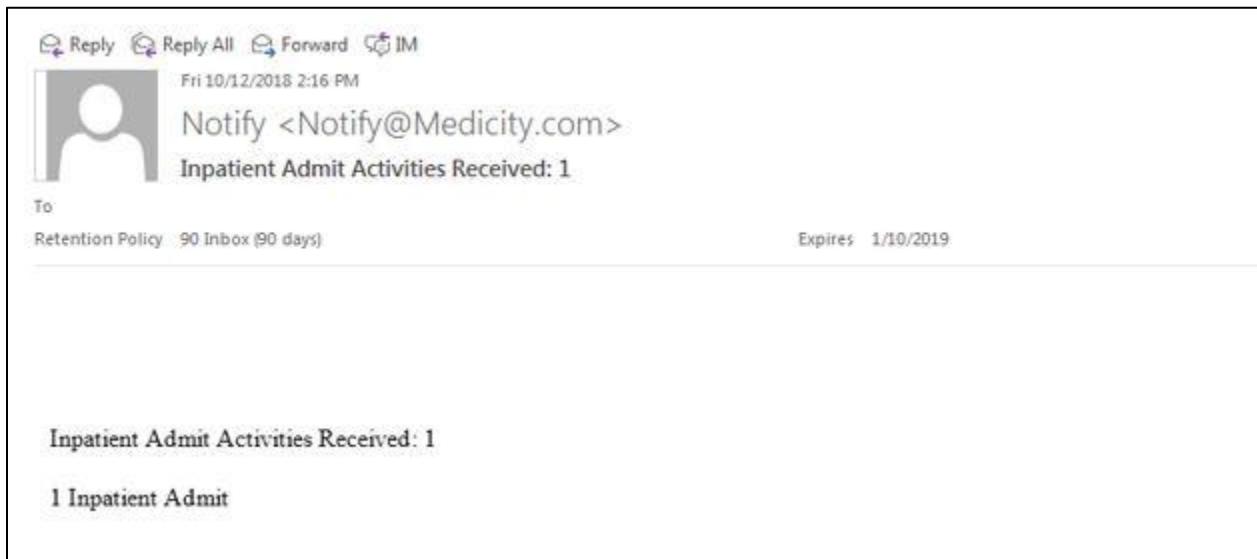 Reply Reply All Forward IM
Fri 10/12/2018 2:16 PM
Notify <Notify@Medicity.com>
Inpatient Admit Activities Received: 1
To
Retention Policy 90 Inbox (90 days) Expires 1/10/2019
Inpatient Admit Activities Received: 1
1 Inpatient Admit